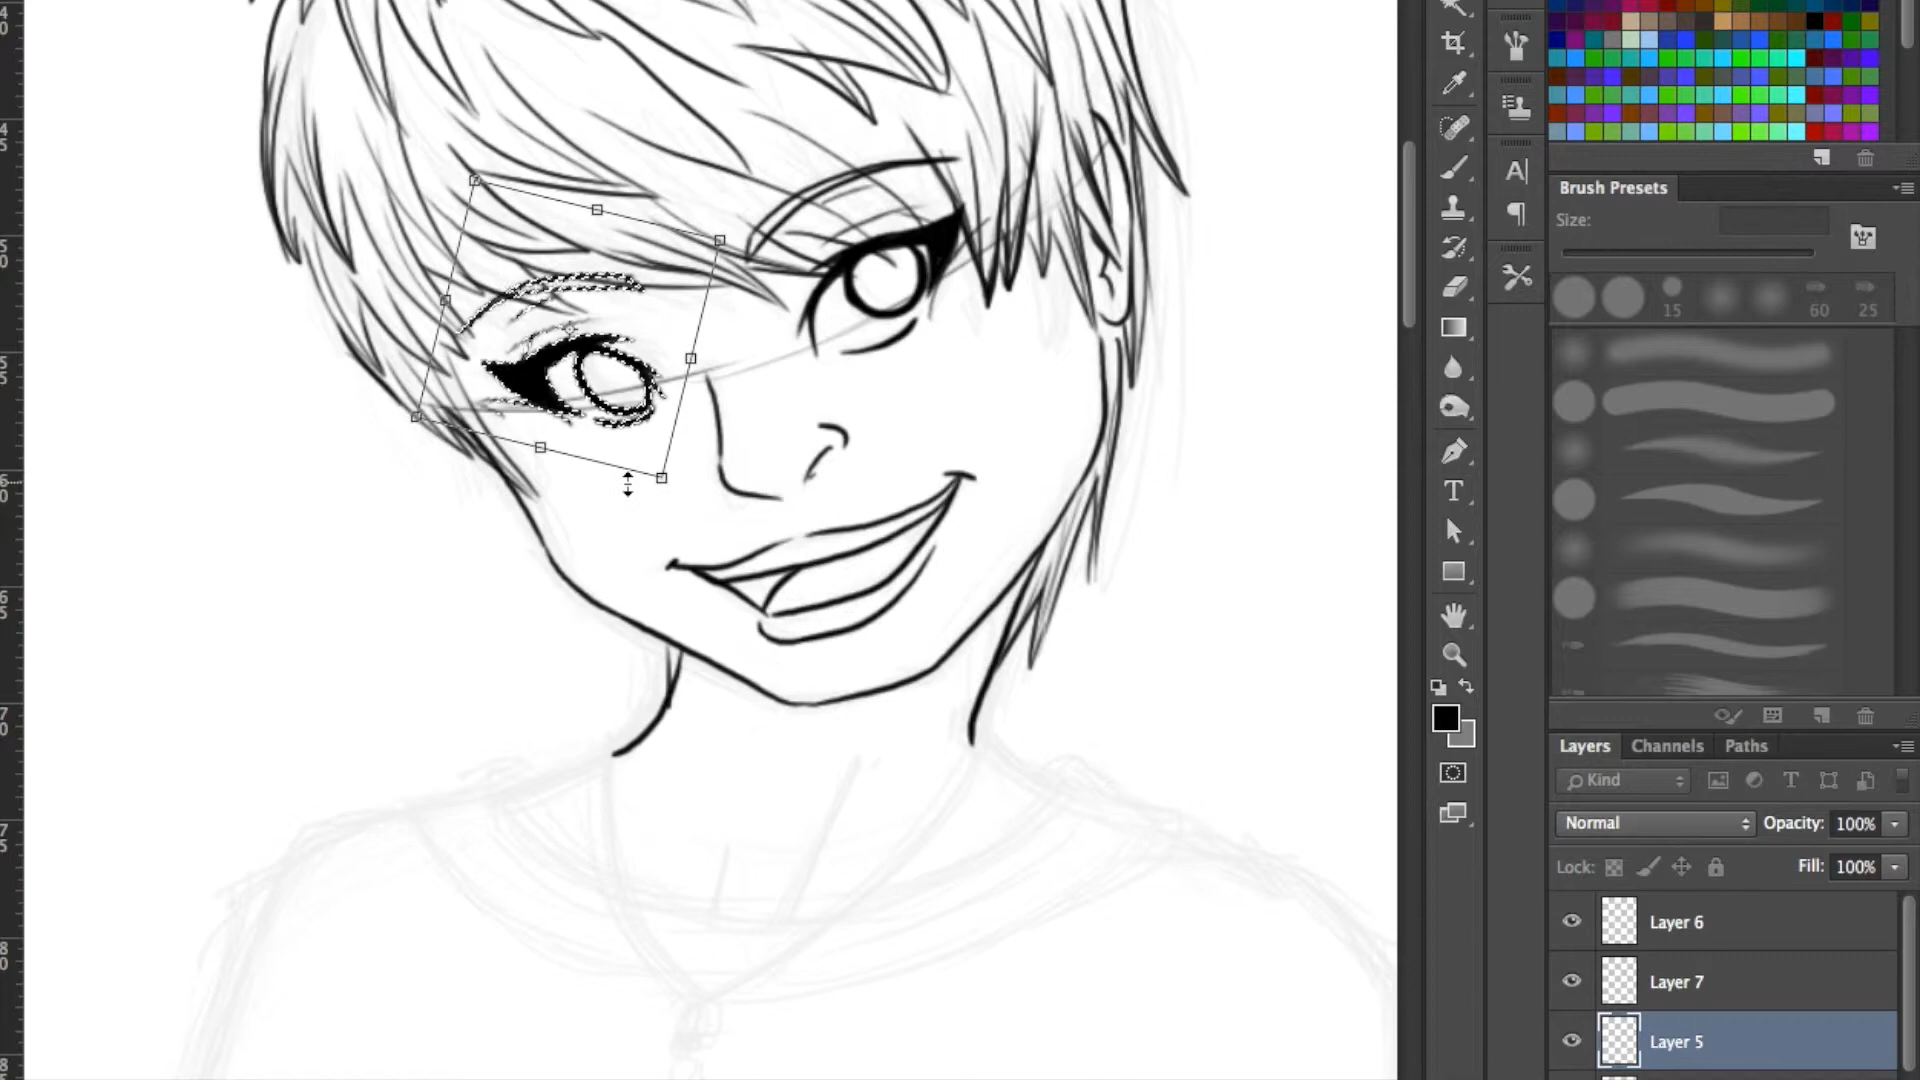 Brush Presets
Size:
15
60
25
A
T
Layers
Channels
Paths
Kind
T
Normal
Opacity:
100%
Lock:
Fill:
100%
Layer 6
Layer 7
Layer 5